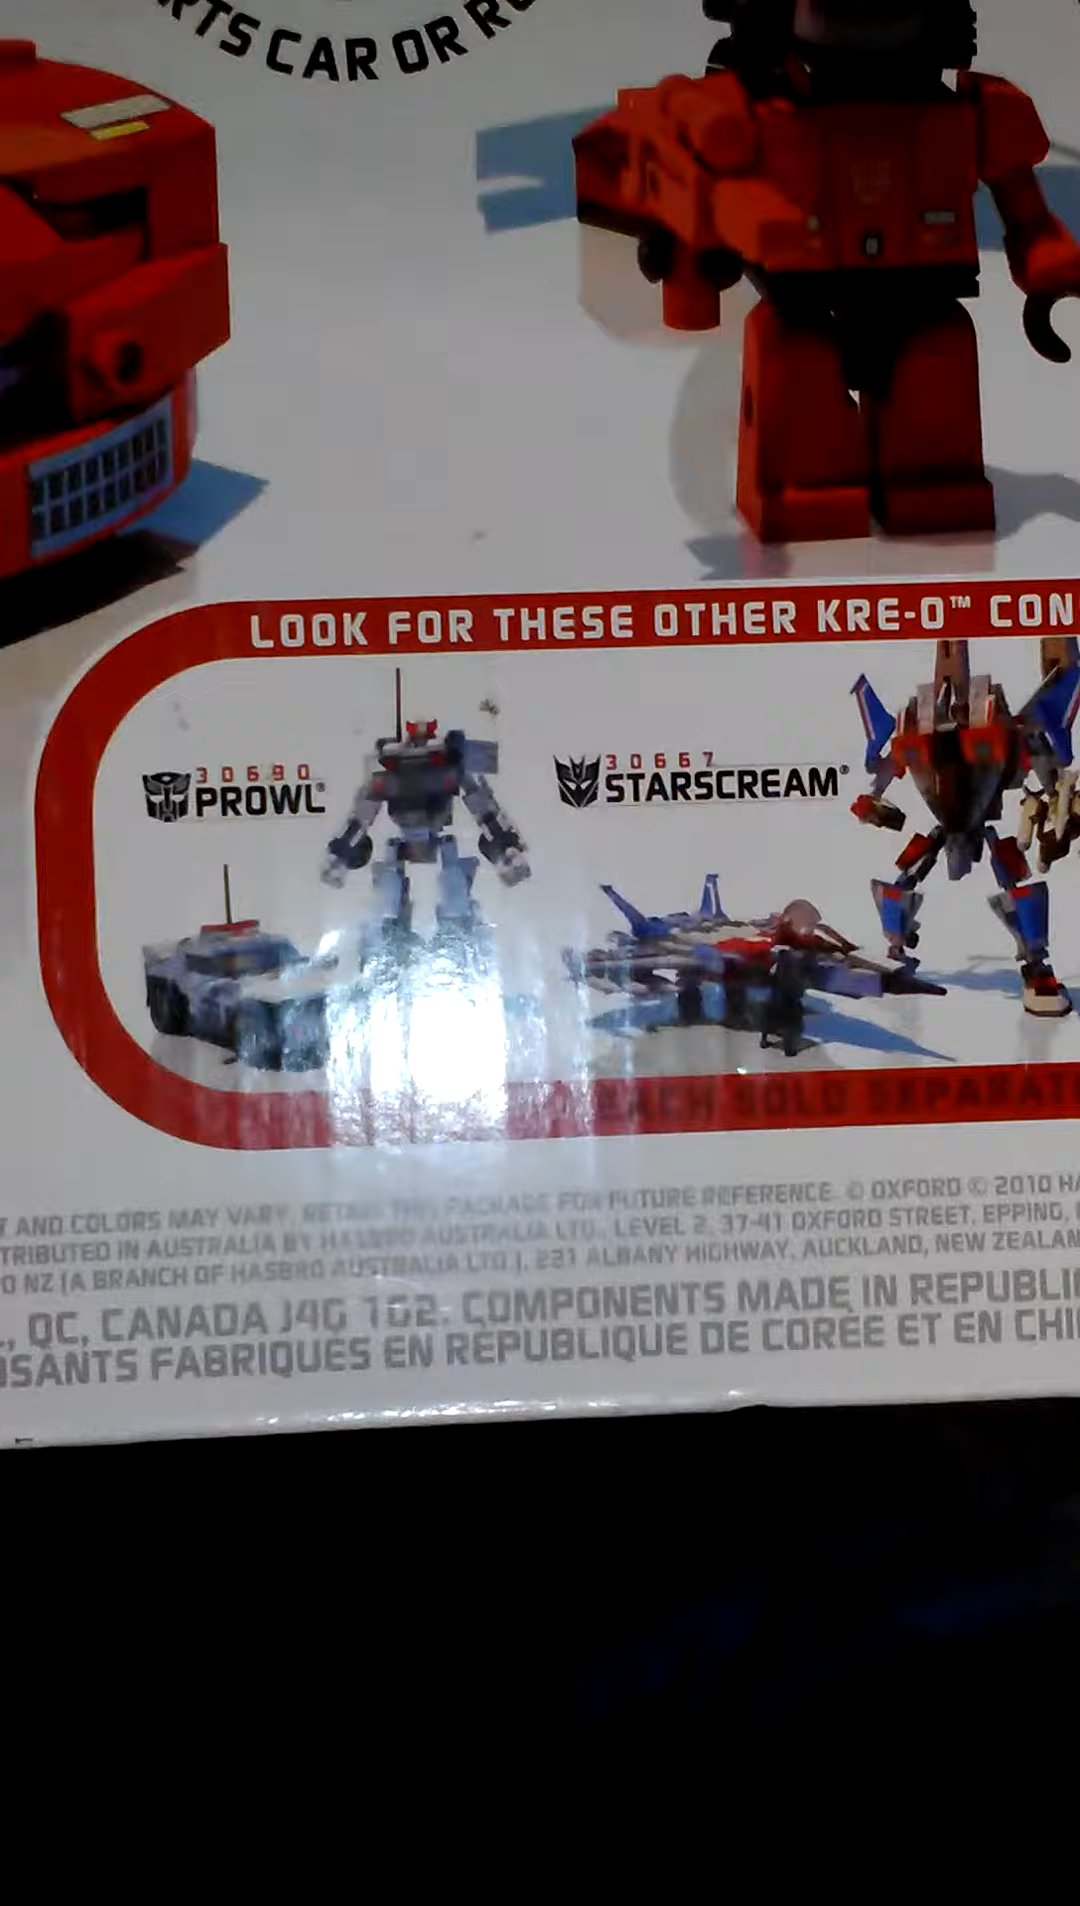 CAR OR
LOOK FOR THESE OTHER KRE-O™ CON
30690
PROWL®
30667
STARSCREAM®
EACH SOLD SEPARAT
AND COLORS MAY VARY. RETAIN THIS PACKAGE FOR FUTURE REFERENCE. © OXFORD © 2010 HA
TRIBUTED IN AUSTRALIA BY HASBRO AUSTRALIA LTD., LEVEL 2, 37-41 OXFORD STREET, EPPING,
NZ (A BRANCH OF HASBRO AUSTRALIA LTD.), 221 ALBANY HIGHWAY, AUCKLAND, NEW ZEALAN
QC, CANADA J4G 1G2. COMPONENTS MADE IN REPUBLI
OSANTS FABRIQUÉS EN RÉPUBLIQUE DE CORÉE ET EN CHI